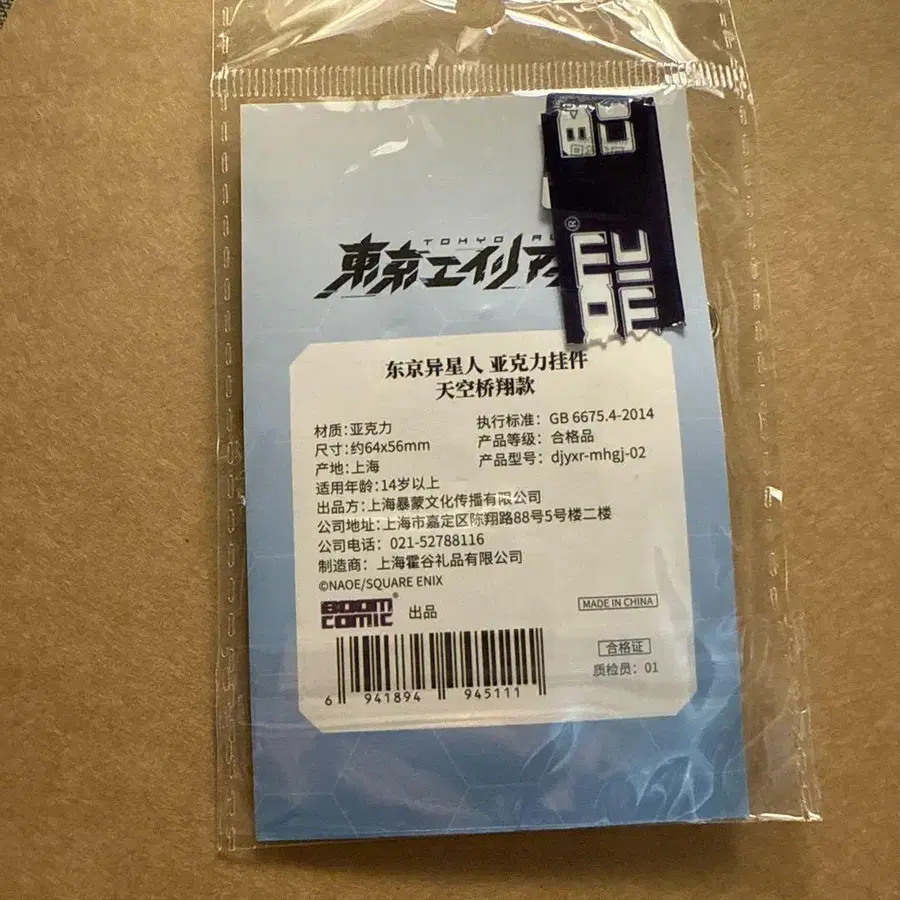 TOKYO
東京エイリア
®
东京异星人 亚克力挂件
天空桥翔款
材质:亚克力
尺寸:约64x56mm
产地:上海
适用年龄:14岁以上
执行标准: GB 6675.4-2014
产品等级: 合格品
产品型号: djyxr-mhgj-02
出品方:上海暴蒙文化传播有限公司
公司地址:上海市嘉定区陈翔路88号5号楼二楼
公司电话: 021-52788116
制造商: 上海霍谷礼品有限公司
©NAOE/SQUARE ENIX
BOOM COMIC® 出品
MADE IN CHINA
合格证
质检员: 01
6 941894 945111